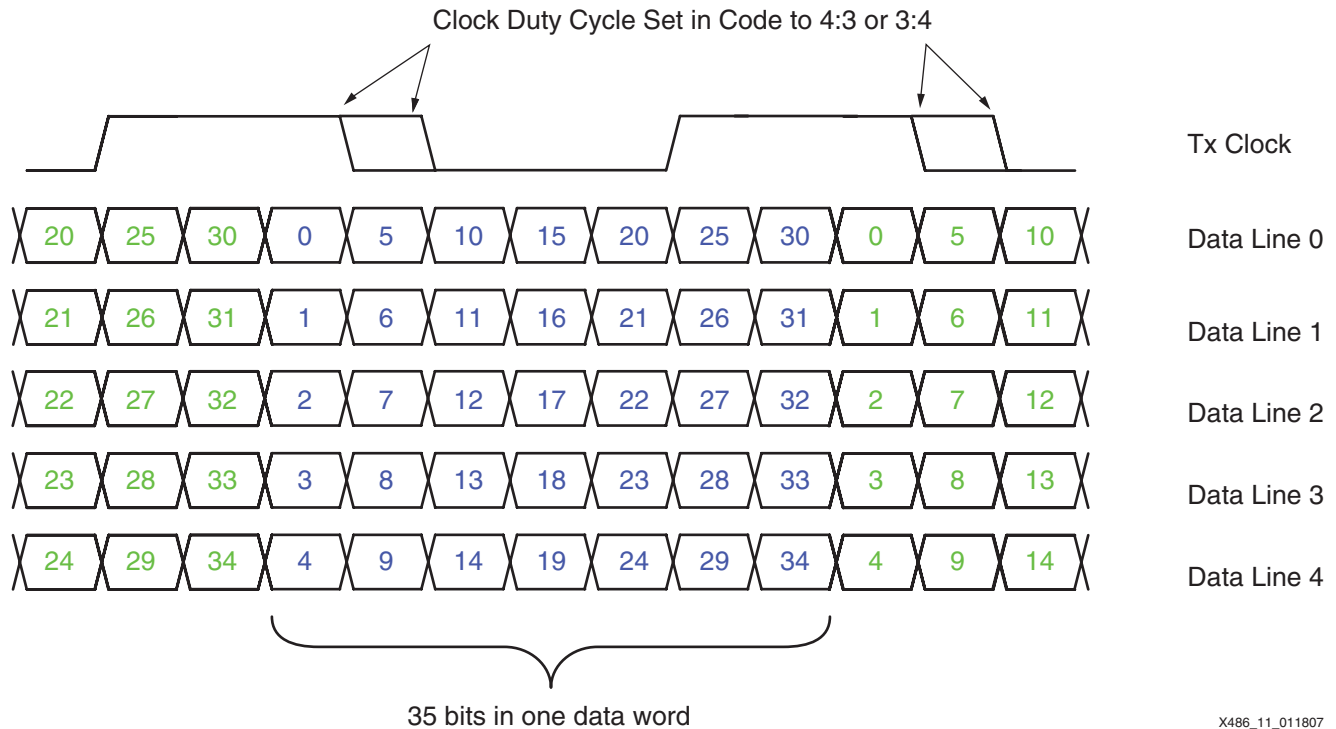 Clock Duty Cycle Set in Code to 4:3 or 3:4
Tx Clock
20 25 30 0 5 10 15 20 25 30 0 5 10 Data Line 0
21 26 31 1 6 11 16 21 26 31 1 6 11 Data Line 1
22 27 32 2 7 12 17 22 27 32 2 7 12 Data Line 2
23 28 33 3 8 13 18 23 28 33 3 8 13 Data Line 3
24 29 34 4 9 14 19 24 29 34 4 9 14 Data Line 4
35 bits in one data word
X486_11_011807